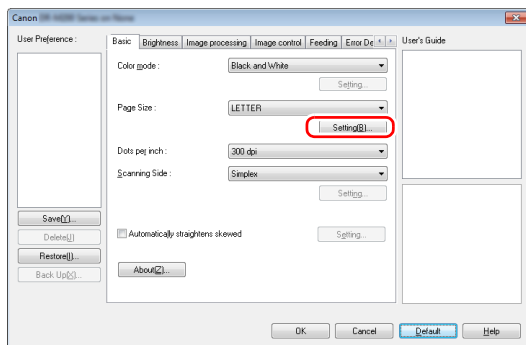 Canon
User Preference :
Save(Y)...
Delete(J)
Restore(I)...
Back Up(X)...
Basic
Brightness
Image processing
Image control
Feeding
Error De
Color mode :
Black and White
Setting...
Page Size :
LETTER
Setting(B)...
Dots per inch :
300 dpi
Scanning Side :
Simplex
Setting...
Automatically straightens skewed
Setting...
About(Z)...
User's Guide
OK
Cancel
Default
Help